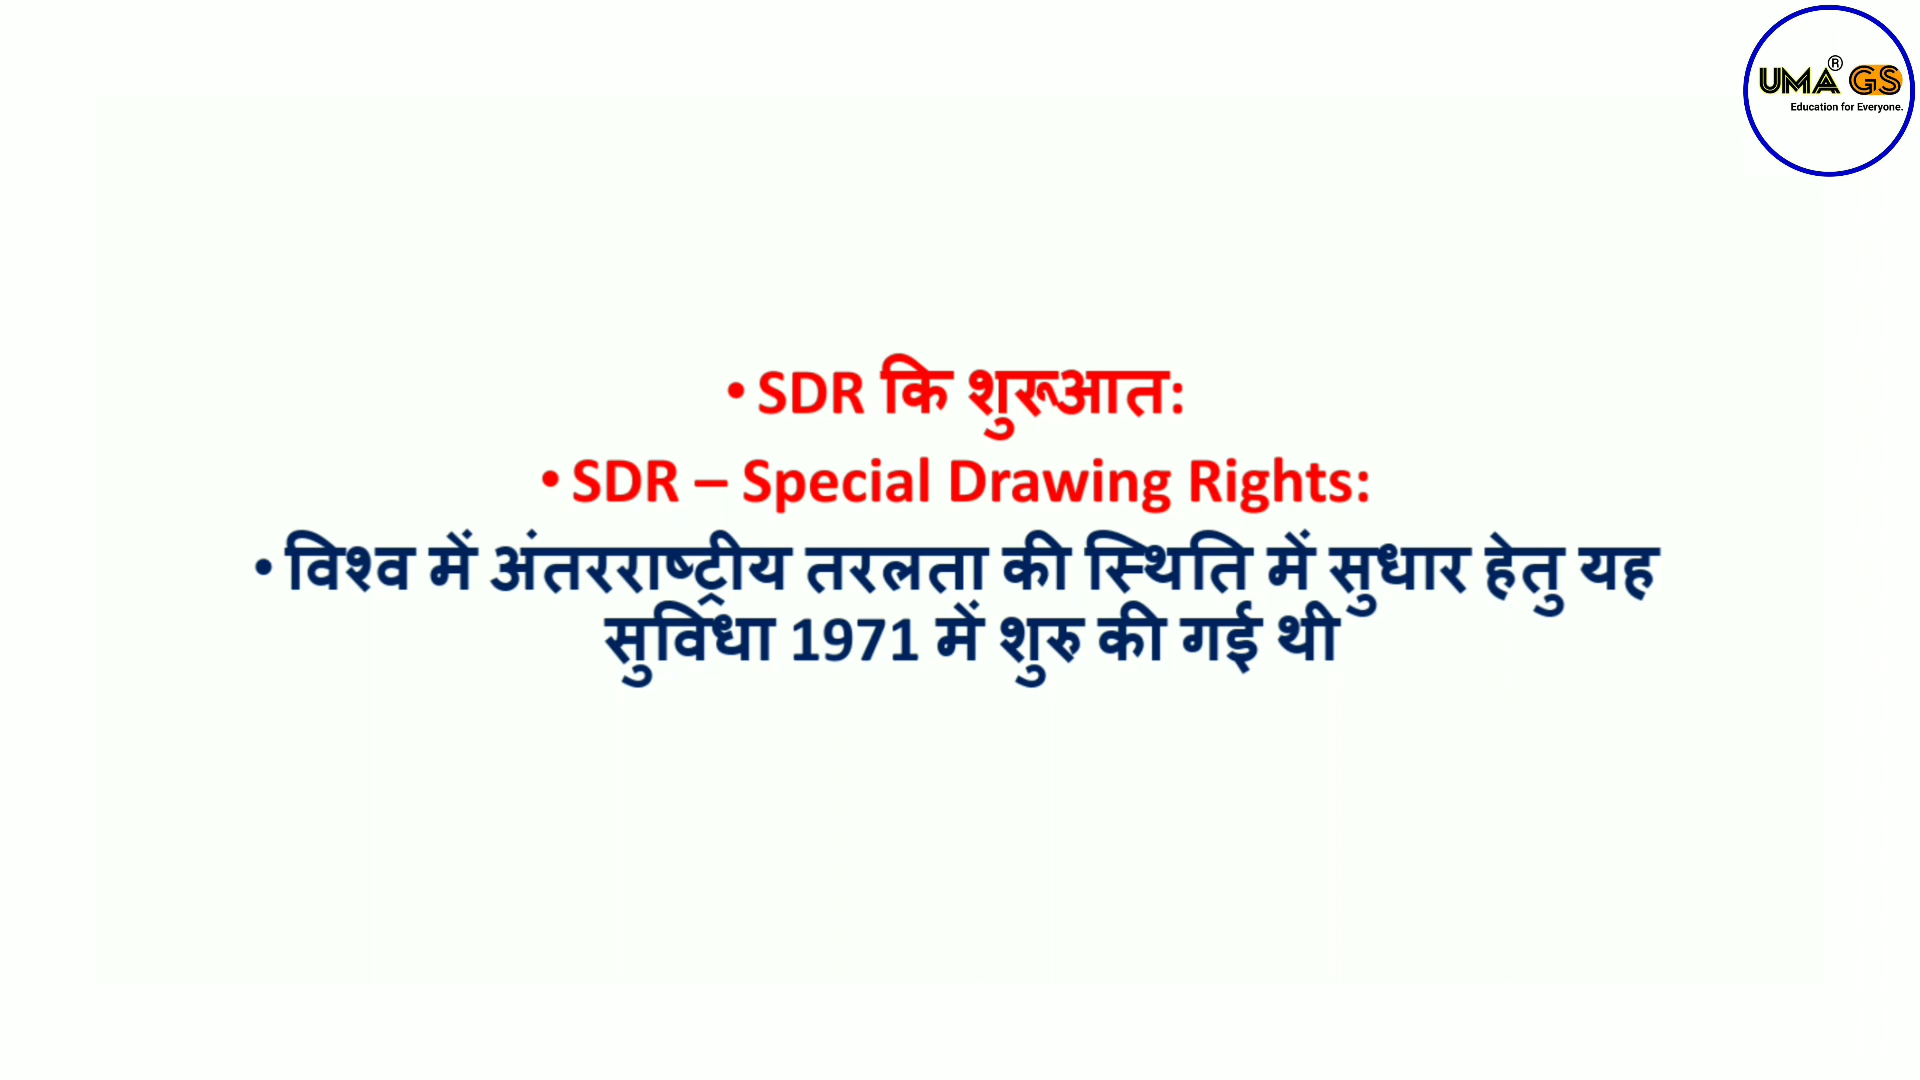 UMA® GS
Education for Everyone.
• SDR कि शुरूआत:
• SDR – Special Drawing Rights:
• विश्व में अंतरराष्ट्रीय तरलता की स्थिति में सुधार हेतु यह
सुविधा 1971 में शुरु की गई थी